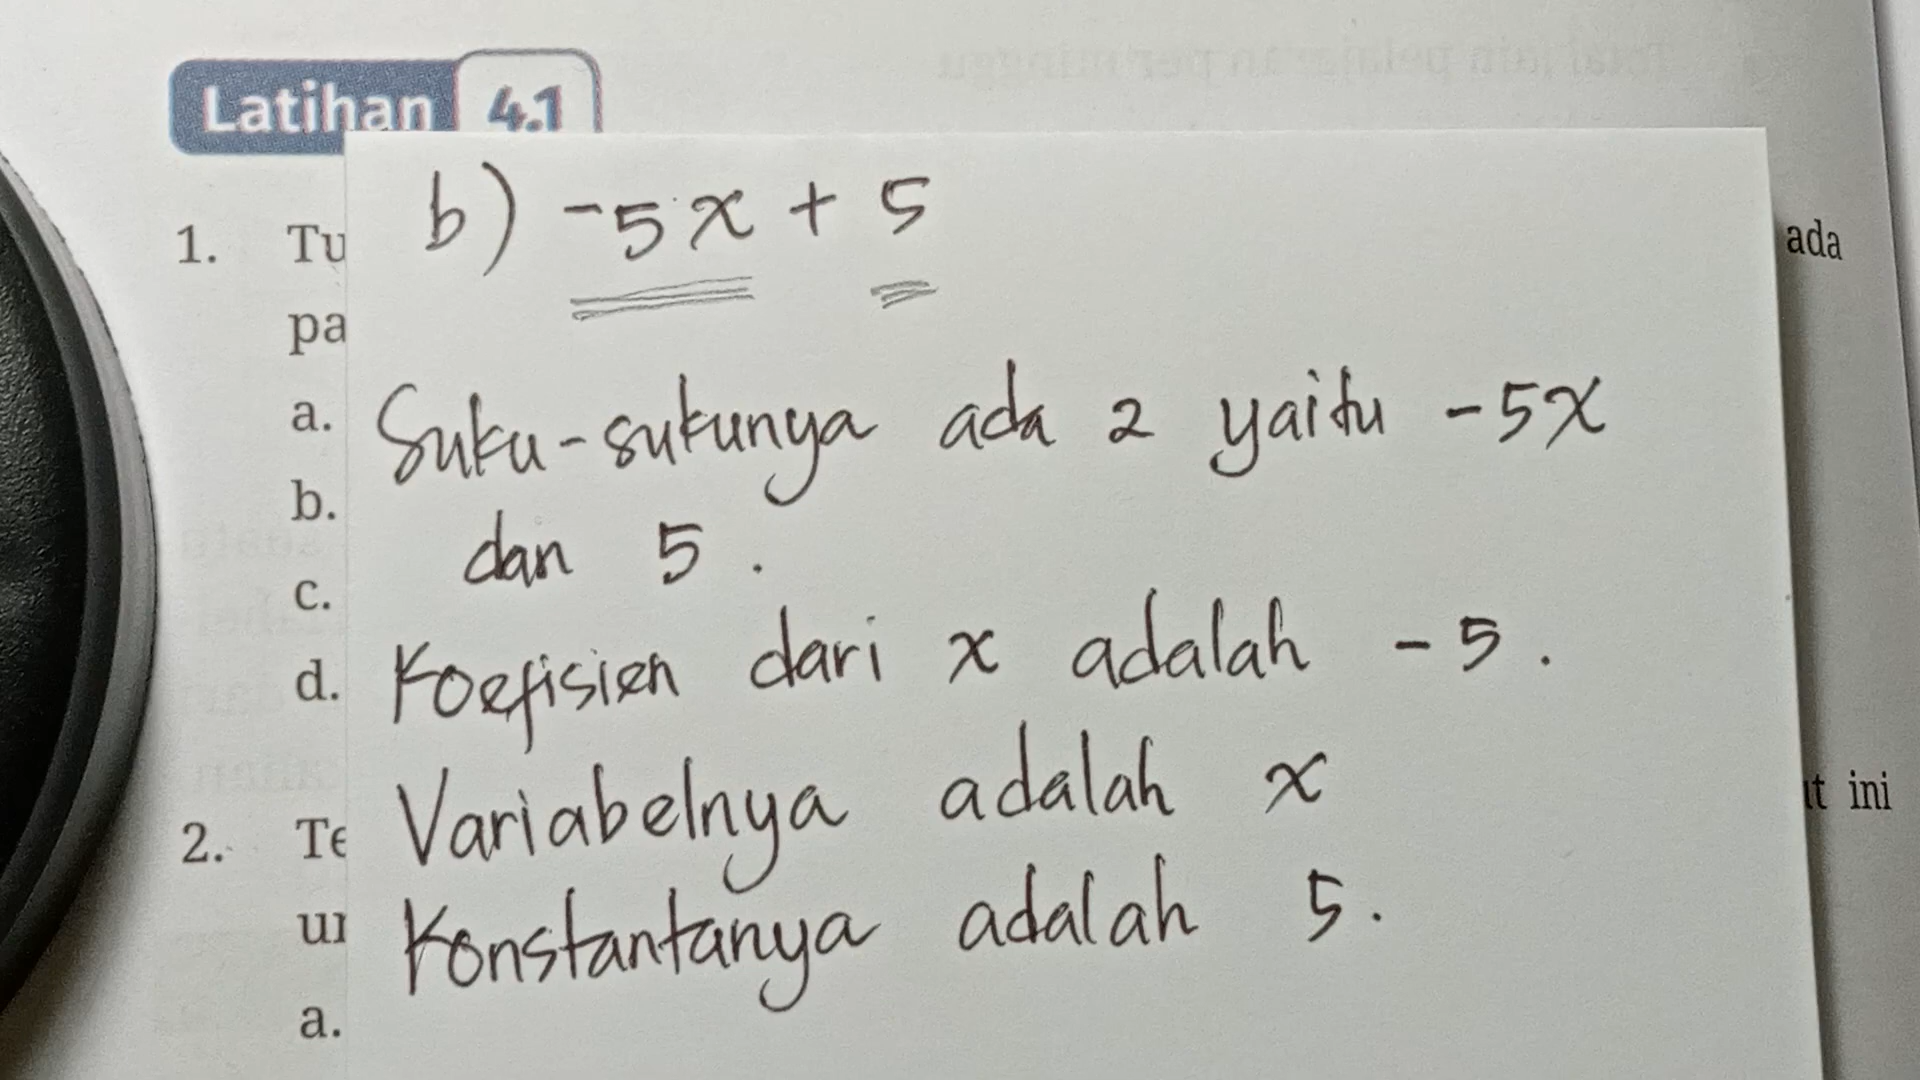 Latihan 4.1
b) -5x + 5
1. Tu ada
pa
a. Suku-sukunya ada 2 yaitu -5x
b.
dan 5.
c.
d. Koefisien dari x adalah -5.
Variabelnya adalah x
ut ini
2. Te
Konstantanya adalah 5.
a.